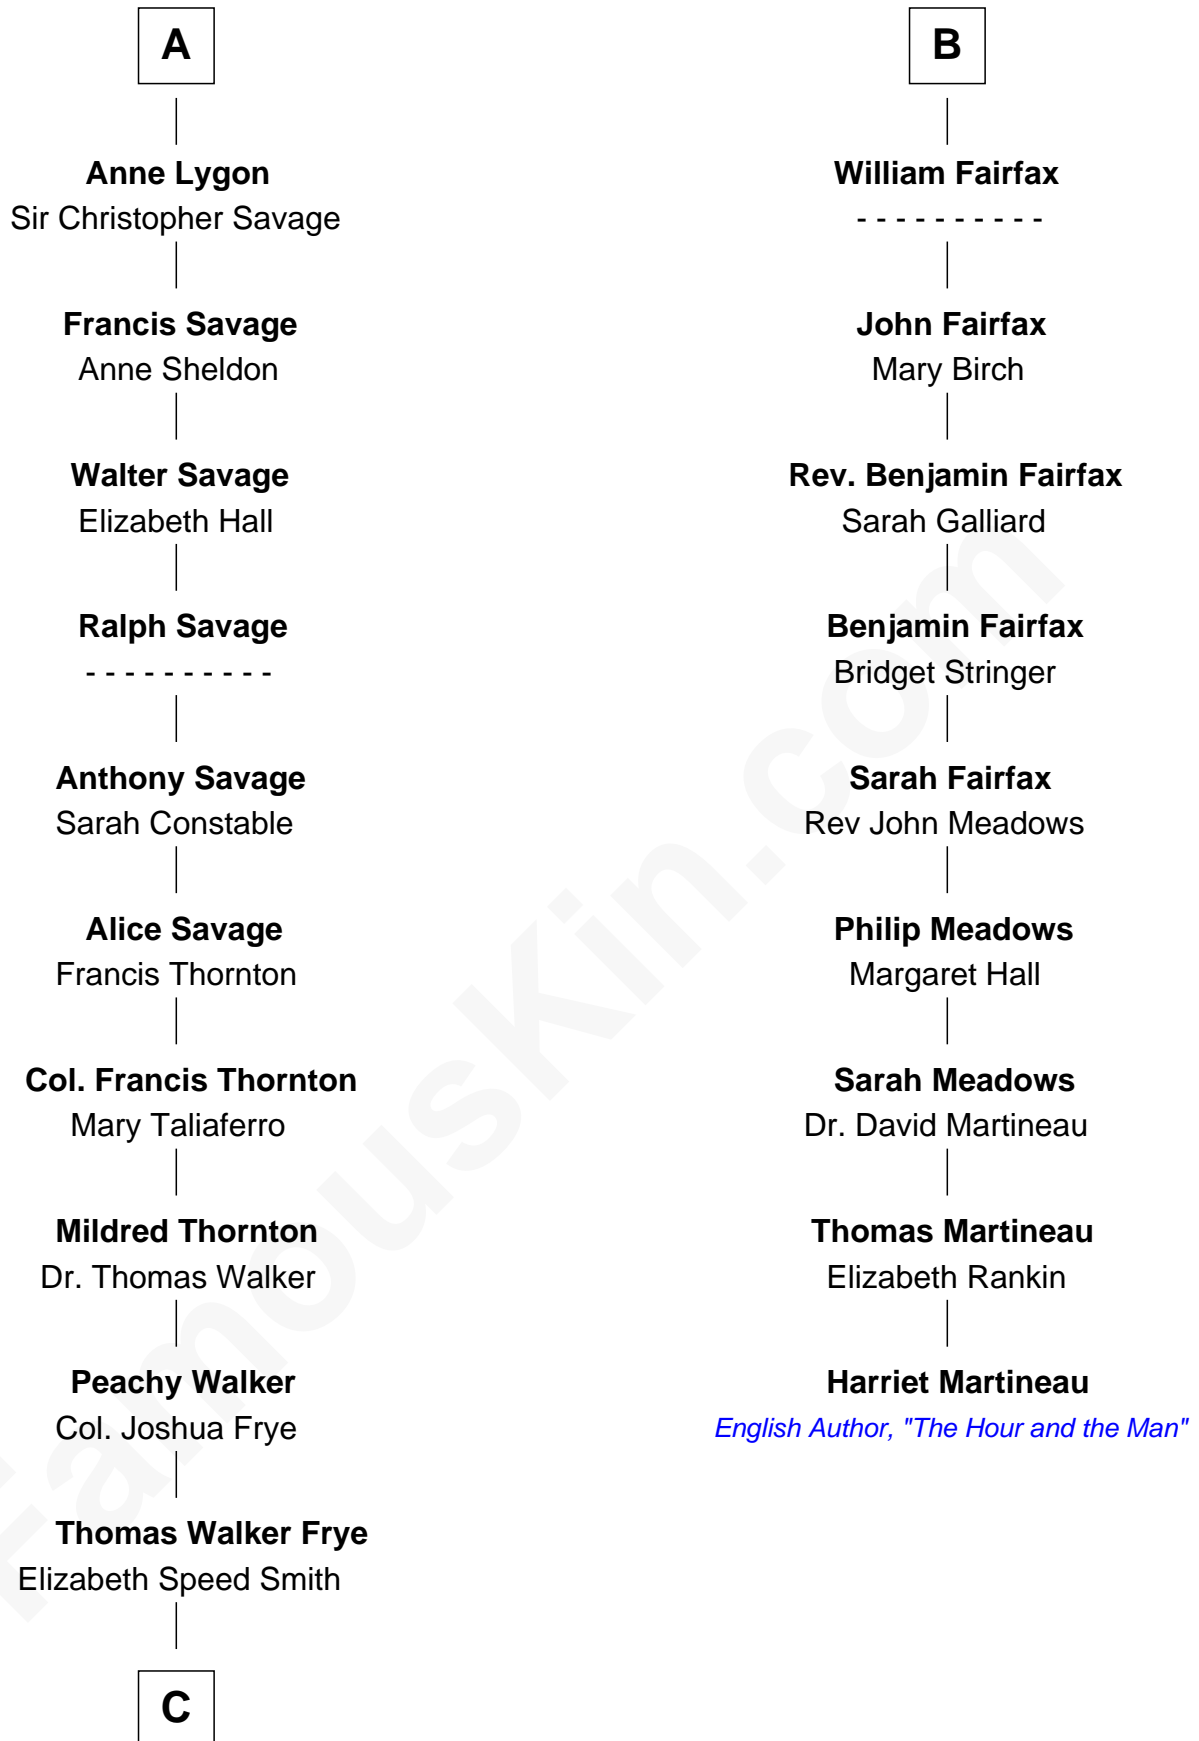 A
Anne Lygon
Sir Christopher Savage
Francis Savage
Anne Sheldon
Walter Savage
Elizabeth Hall
Ralph Savage
- - - - - - - - - -
Anthony Savage
Sarah Constable
Alice Savage
Francis Thornton
Col. Francis Thornton
Mary Taliaferro
Mildred Thornton
Dr. Thomas Walker
Peachy Walker
Col. Joshua Frye
Thomas Walker Frye
Elizabeth Speed Smith
C
B
William Fairfax
- - - - - - - - - -
John Fairfax
Mary Birch
Rev. Benjamin Fairfax
Sarah Galliard
Benjamin Fairfax
Bridget Stringer
Sarah Fairfax
Rev John Meadows
Philip Meadows
Margaret Hall
Sarah Meadows
Dr. David Martineau
Thomas Martineau
Elizabeth Rankin
Harriet Martineau
English Author, "The Hour and the Man"
FamousKin.com